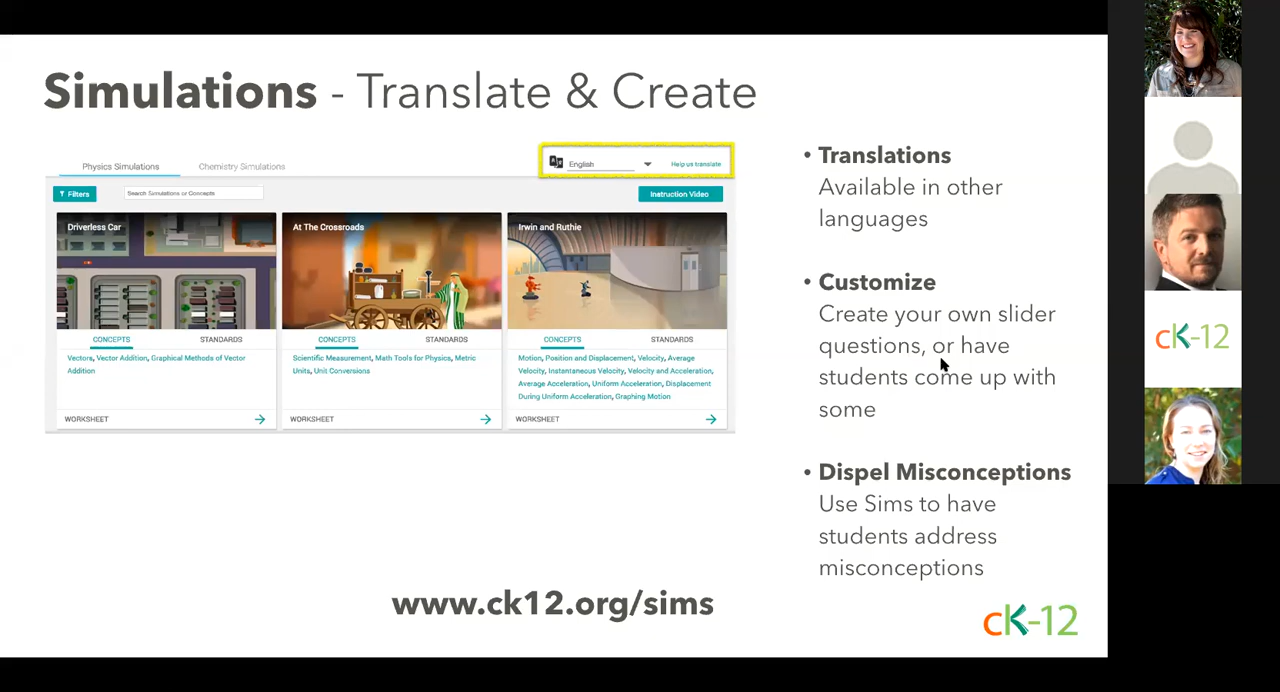 Simulations - Translate & Create
Physics Simulations
Chemistry Simulations
English
Help us translate
Filters
Search Simulations or Concepts
Instruction Video
Driverless Car
CONCEPTS
STANDARDS
Vectors, Vector Addition, Graphical Methods of Vector
Addition
WORKSHEET
At The Crossroads
CONCEPTS
STANDARDS
Scientific Measurement, Math Tools for Physics, Metric
Units, Unit Conversions
WORKSHEET
Irwin and Ruthie
CONCEPTS
STANDARDS
Motion, Position and Displacement, Velocity, Average
Velocity, Instantaneous Velocity, Velocity and Acceleration,
Average Acceleration, Uniform Acceleration, Displacement
During Uniform Acceleration, Graphing Motion
WORKSHEET
• Translations
Available in other
languages
• Customize
Create your own slider
questions, or have
students come up with
some
• Dispel Misconceptions
Use Sims to have
students address
misconceptions
www.ck12.org/sims
cK-12
cK-12